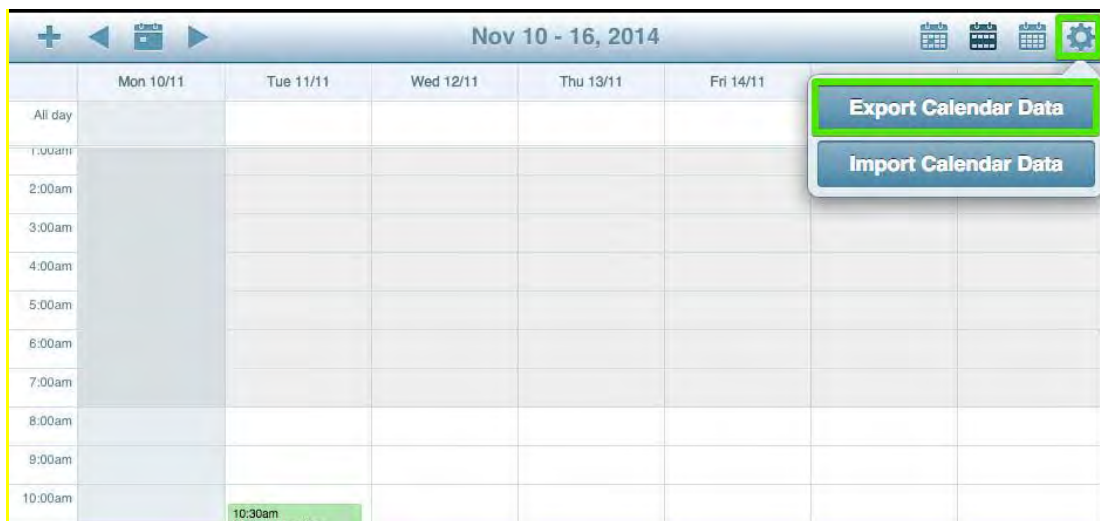 Nov 10 - 16, 2014
Mon 10/11
Tue 11/11
Wed 12/11
Thu 13/11
Fri 14/11
Export Calendar Data
Import Calendar Data
All day
1:00am
2:00am
3:00am
4:00am
5:00am
6:00am
7:00am
8:00am
9:00am
10:00am
10:30am